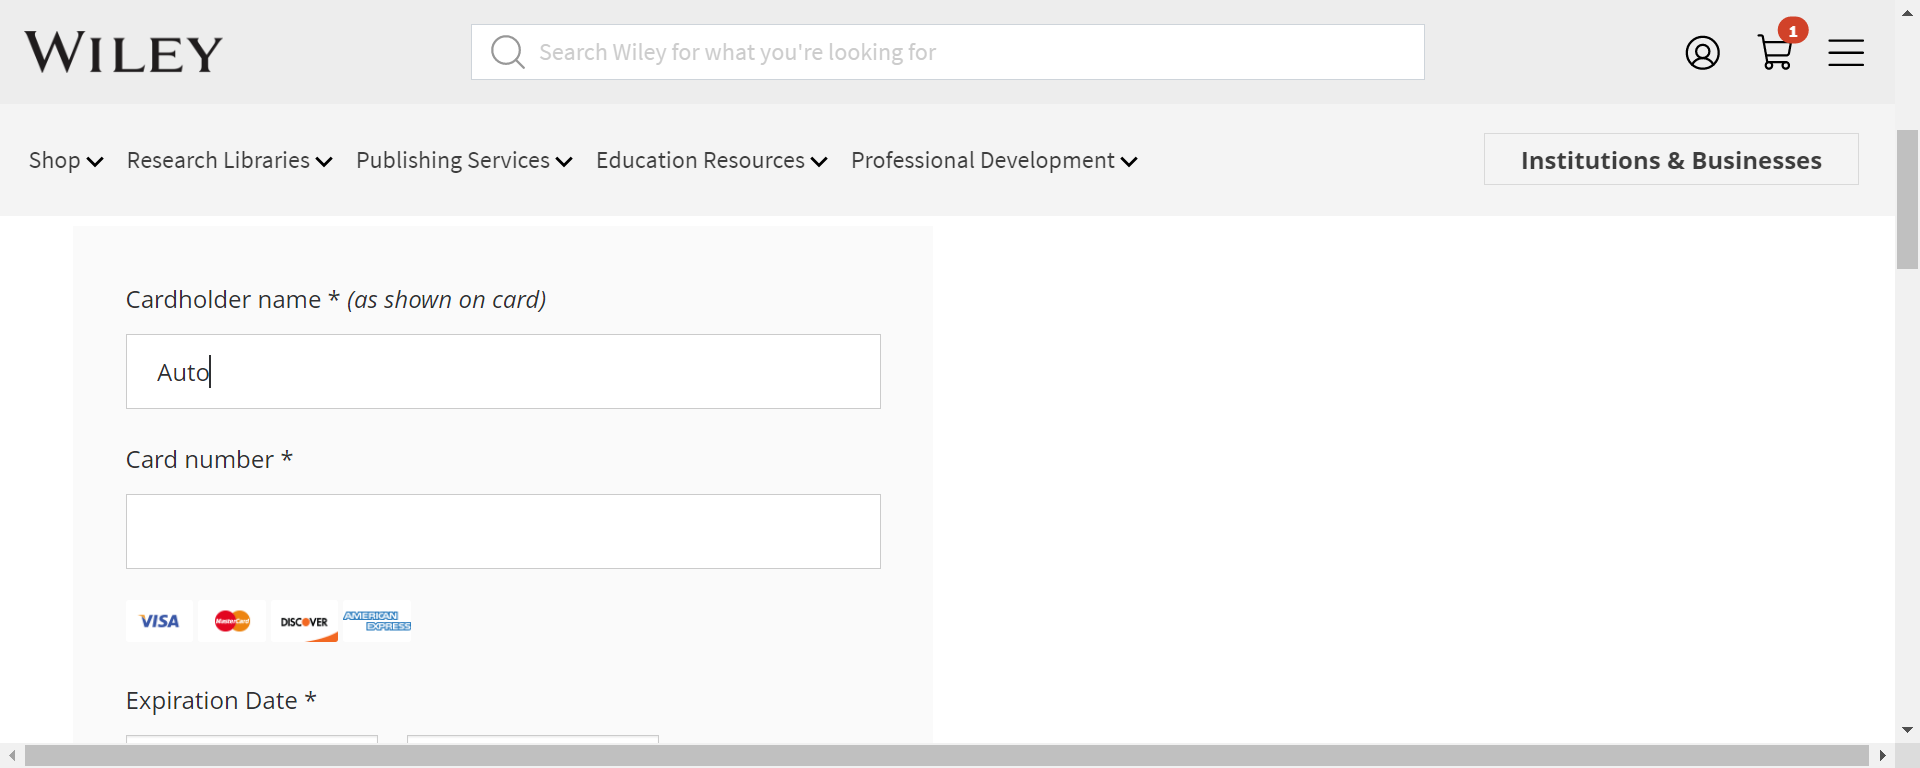 WILEY
Search Wiley for what you're looking for
1
Shop Research Libraries Publishing Services Education Resources Professional Development Institutions & Businesses
Cardholder name * (as shown on card)
Auto
Card number *
VISA MasterCard DISCOVER AMERICAN EXPRESS
Expiration Date *